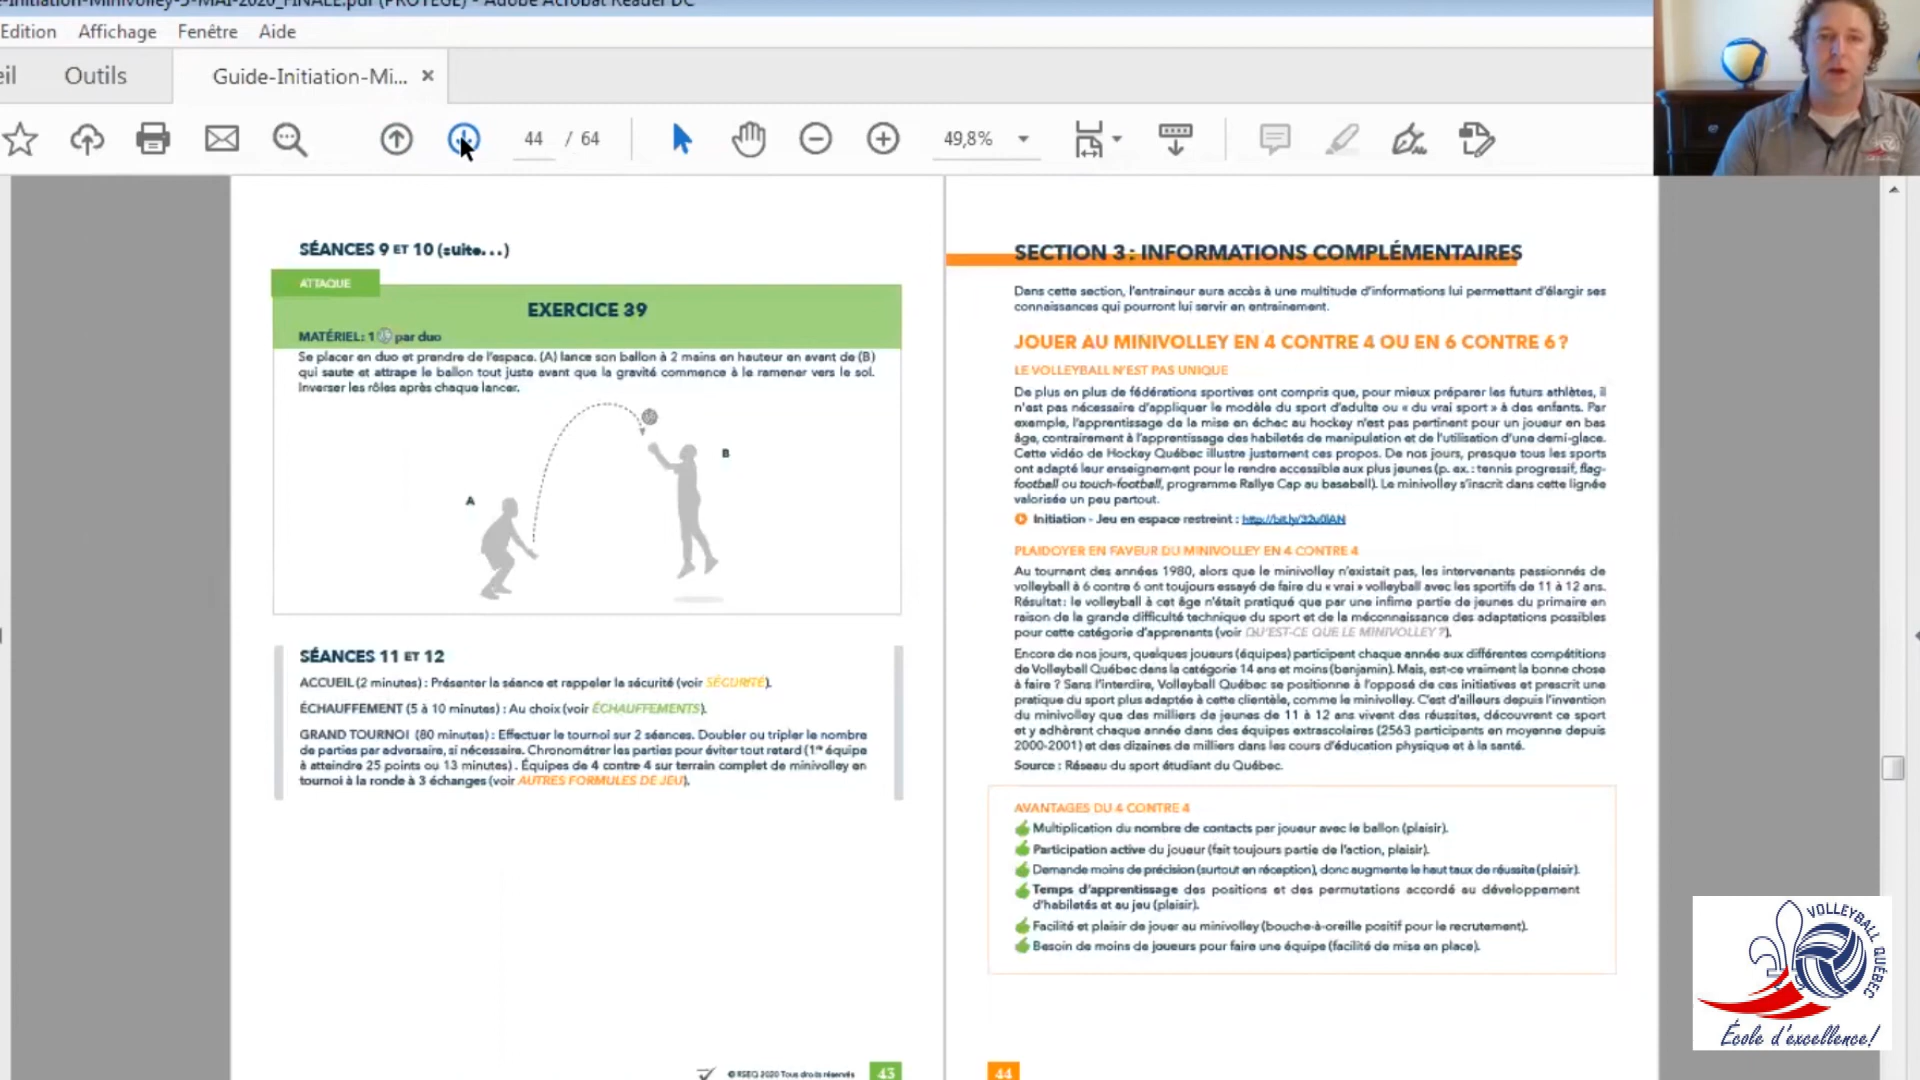 -Initiation-Minivolley-5-MAI-2020_FINALE.pdf (PROTÉGÉ) - Adobe Acrobat Reader DC
Edition Affichage Fenêtre Aide
eil Outils Guide-Initiation-Mi... ×
44 / 64 49,8%
SÉANCES 9 ET 10 (suite...)
ATTAQUE
EXERCICE 39
MATÉRIEL: 1 par duo
Se placer en duo et prendre de l'espace. (A) lance son ballon à 2 mains en hauteur en avant de (B)
qui saute et attrape le ballon tout juste avant que la gravité commence à le ramener vers le sol.
Inverser les rôles après chaque lancer.
A
B
SÉANCES 11 ET 12
ACCUEIL (2 minutes) : Présenter la séance et rappeler la sécurité (voir SÉCURITÉ).
ÉCHAUFFEMENT (5 à 10 minutes) : Au choix (voir ÉCHAUFFEMENTS).
GRAND TOURNOI (80 minutes) : Effectuer le tournoi sur 2 séances. Doubler ou tripler le nombre
de parties par adversaire, si nécessaire. Chronométrer les parties pour éviter tout retard (1re équipe
à atteindre 25 points ou 13 minutes). Équipes de 4 contre 4 sur terrain complet de minivolley en
tournoi à la ronde à 3 échanges (voir AUTRES FORMULES DE JEU).
© RSEQ 2020 Tous droits réservés 43
SECTION 3 : INFORMATIONS COMPLÉMENTAIRES
Dans cette section, l'entraineur aura accès à une multitude d'informations lui permettant d'élargir ses
connaissances qui pourront lui servir en entrainement.
JOUER AU MINIVOLLEY EN 4 CONTRE 4 OU EN 6 CONTRE 6 ?
LE VOLLEYBALL N'EST PAS UNIQUE
De plus en plus de fédérations sportives ont compris que, pour mieux préparer les futurs athlètes, il
n'est pas nécessaire d'appliquer le modèle du sport d'adulte ou « du vrai sport » à des enfants. Par
exemple, l'apprentissage de la mise en échec au hockey n'est pas pertinent pour un joueur en bas
âge, contrairement à l'apprentissage des habiletés de manipulation et de l'utilisation d'une demi-glace.
Cette vidéo de Hockey Québec illustre justement ces propos. De nos jours, presque tous les sports
ont adapté leur enseignement pour le rendre accessible aux plus jeunes (p. ex. : tennis progressif, flag-
football ou touch-football, programme Rallye Cap au baseball). Le minivolley s'inscrit dans cette lignée
valorisée un peu partout.
Initiation - Jeu en espace restreint :
PLAIDOYER EN FAVEUR DU MINIVOLLEY EN 4 CONTRE 4
Au tournant des années 1980, alors que le minivolley n'existait pas, les intervenants passionnés de
volleyball à 6 contre 6 ont toujours essayé de faire du « vrai » volleyball avec les sportifs de 11 à 12 ans.
Résultat : le volleyball à cet âge n'était pratiqué que par une infime partie de jeunes du primaire en
raison de la grande difficulté technique du sport et de la méconnaissance des adaptations possibles
pour cette catégorie d'apprenants (voir QU'EST-CE QUE LE MINIVOLLEY ?).
Encore de nos jours, quelques joueurs (équipes) participent chaque année aux différentes compétitions
de Volleyball Québec dans la catégorie 14 ans et moins (benjamin). Mais, est-ce vraiment la bonne chose
à faire ? Sans l'interdire, Volleyball Québec se positionne à l'opposé de ces initiatives et prescrit une
pratique du sport plus adaptée à cette clientèle, comme le minivolley. C'est d'ailleurs depuis l'invention
du minivolley que des milliers de jeunes de 11 à 12 ans vivent des réussites, découvrent ce sport
et y adhèrent chaque année dans des équipes extrascolaires (2563 participants en moyenne depuis
2000-2001) et des dizaines de milliers dans les cours d'éducation physique et à la santé.
Source : Réseau du sport étudiant du Québec.
AVANTAGES DU 4 CONTRE 4
Multiplication du nombre de contacts par joueur avec le ballon (plaisir).
Participation active du joueur (fait toujours partie de l'action, plaisir).
Demande moins de précision (surtout en réception), donc augmente le haut taux de réussite (plaisir).
Temps d'apprentissage des positions et des permutations accordé au développement
d'habiletés et au jeu (plaisir).
Facilité et plaisir de jouer au minivolley (bouche-à-oreille positif pour le recrutement).
Besoin de moins de joueurs pour faire une équipe (facilité de mise en place).
44
VOLLEYBALL QUÉBEC
École d'excellence!